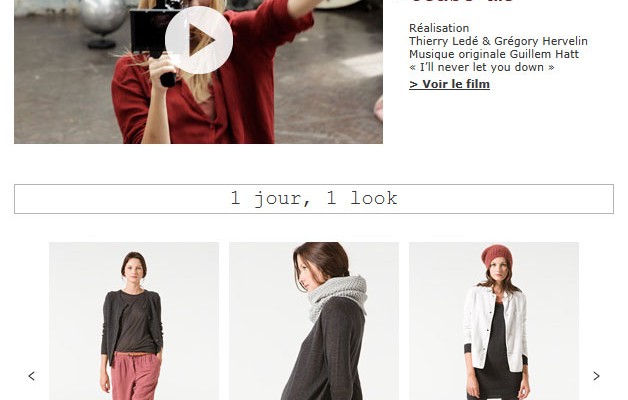 Réalisation
Thierry Ledé & Grégory Hervelin
Musique originale Guillem Hatt
« I'll never let you down »
> Voir le film
1 jour, 1 look
< >